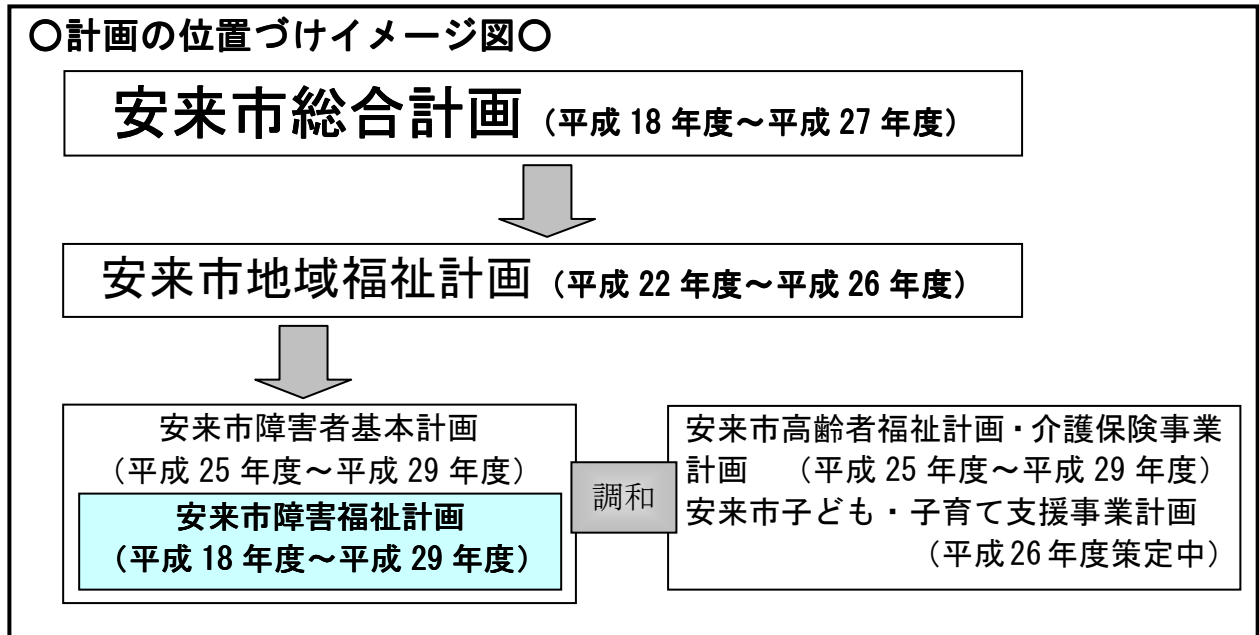 〇計画の位置づけイメージ図〇
安来市総合計画（平成 18 年度～平成 27 年度）
安来市地域福祉計画（平成 22 年度～平成 26 年度）
安来市障害者基本計画
（平成 25 年度～平成 29 年度）
安来市障害福祉計画
（平成 18 年度～平成 29 年度）
調和
安来市高齢者福祉計画・介護保険事業
計画　（平成 25 年度～平成 29 年度）
安来市子ども・子育て支援事業計画
（平成 26 年度策定中）